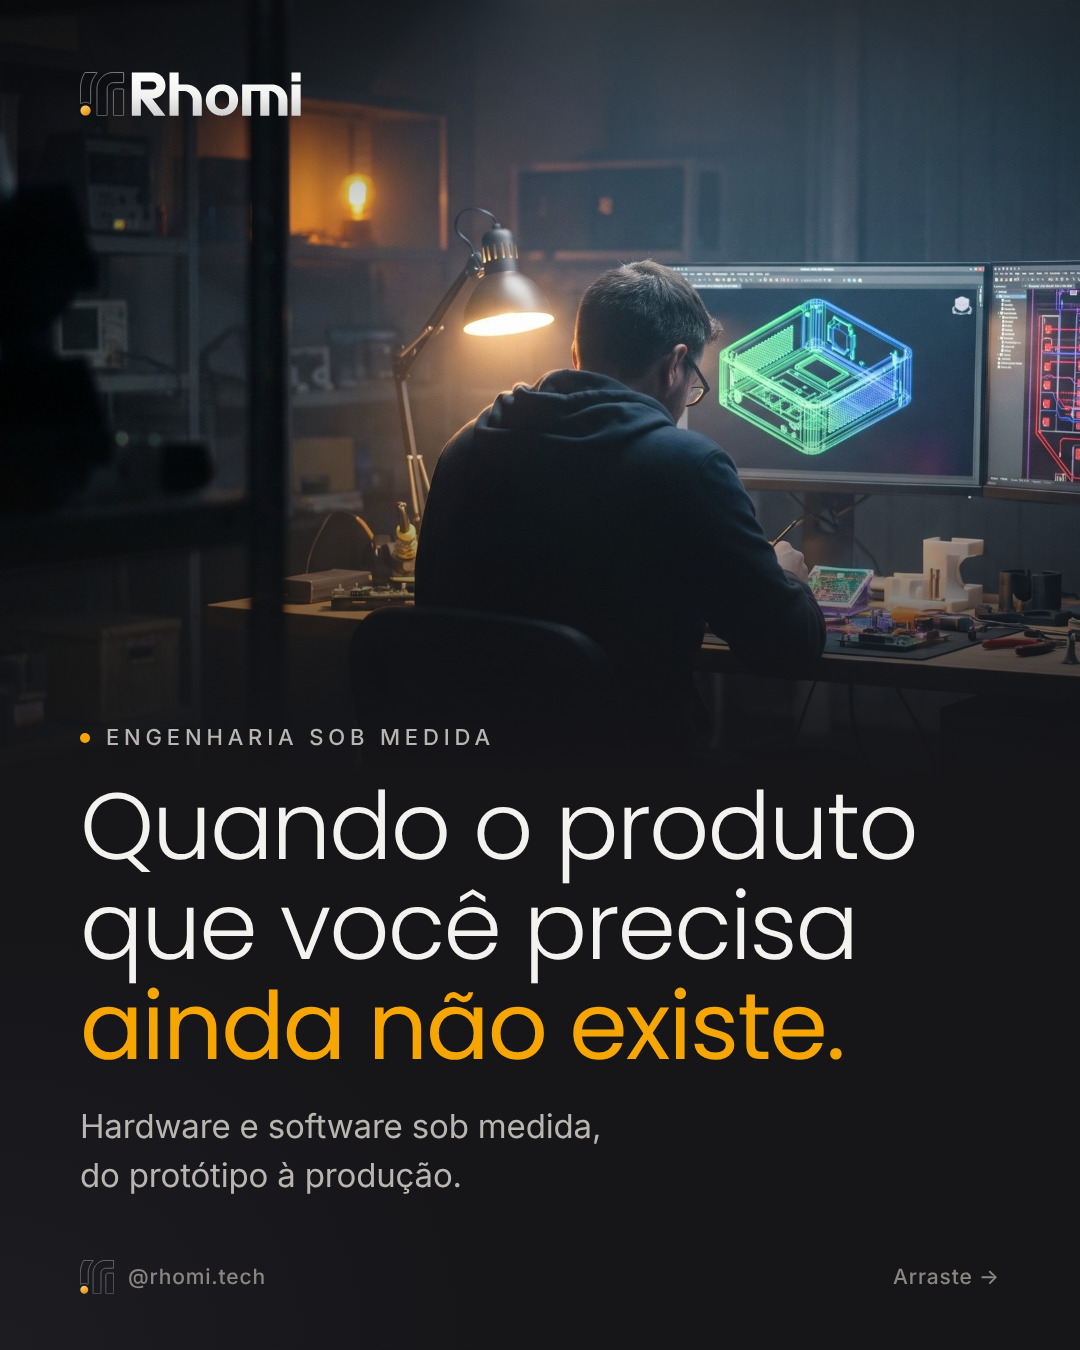 Rhomi
ENGENHARIA SOB MEDIDA
Quando o produto
que você precisa
ainda não existe.
Hardware e software sob medida,
do protótipo à produção.
@rhomi.tech
Arraste →